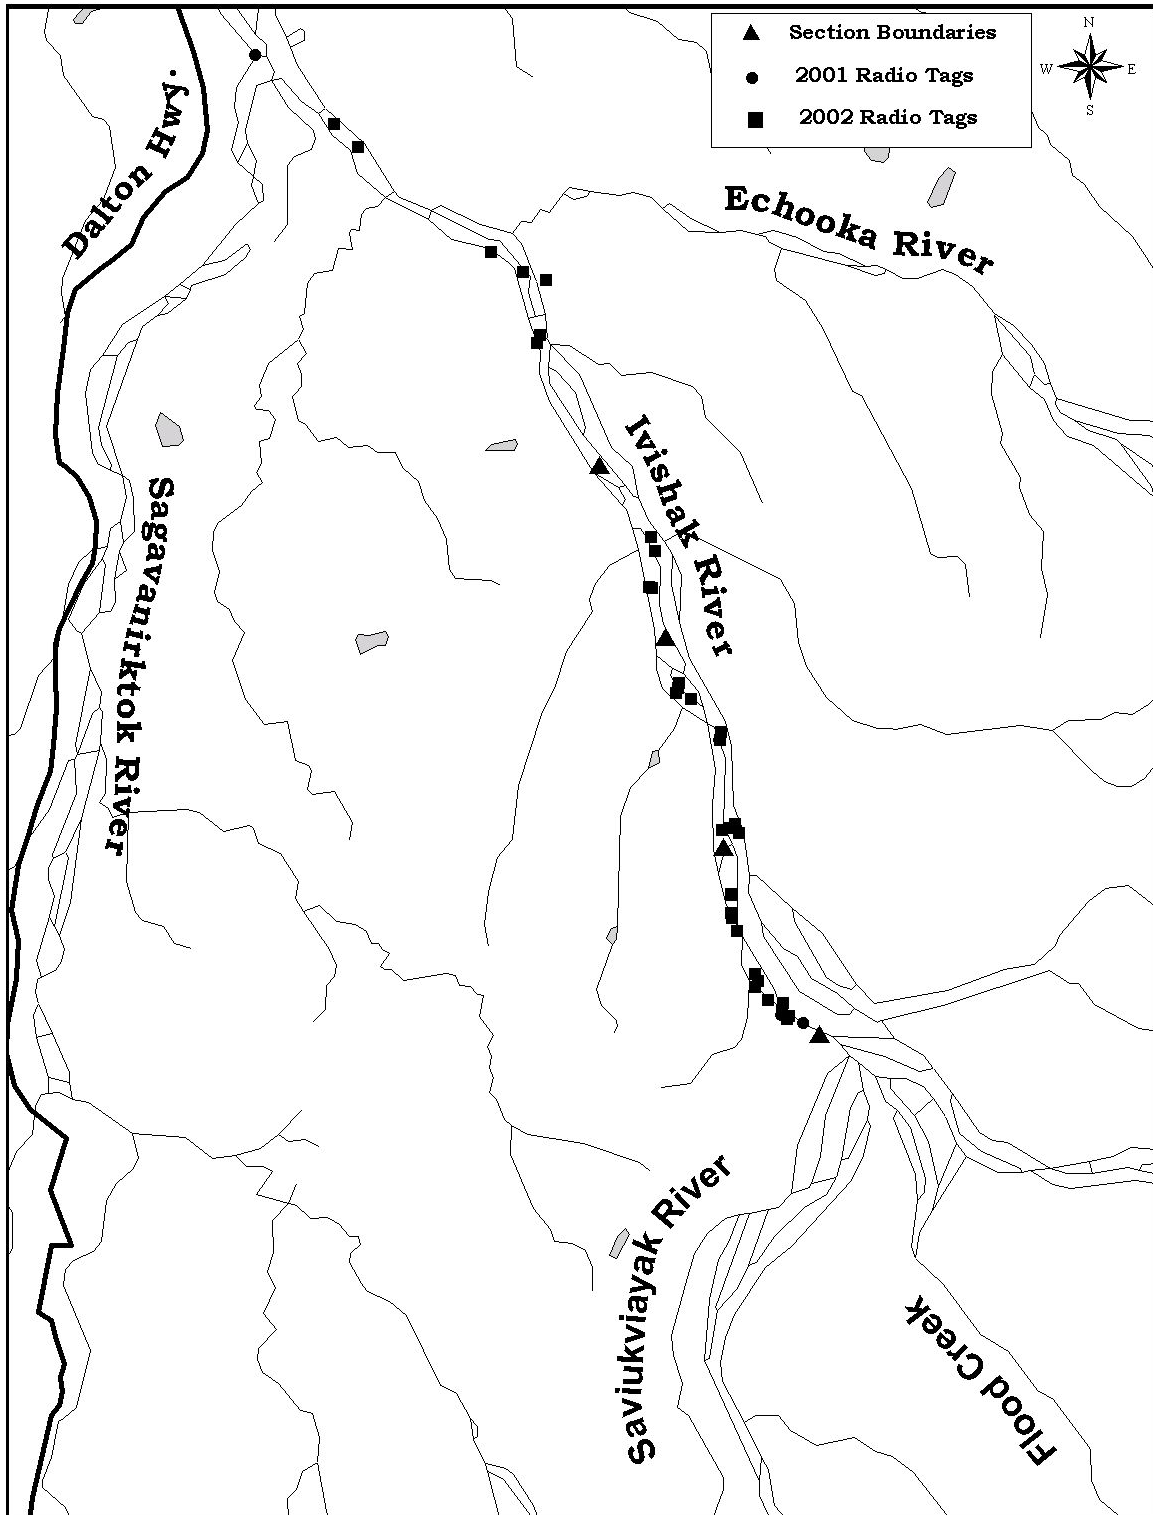 Section Boundaries
2001 Radio Tags
2002 Radio Tags
N
W
E
S
Dalton Hwy.
Echooka River
Ivishak River
Sagavanirktok River
Saviukviayak River
Flood Creek